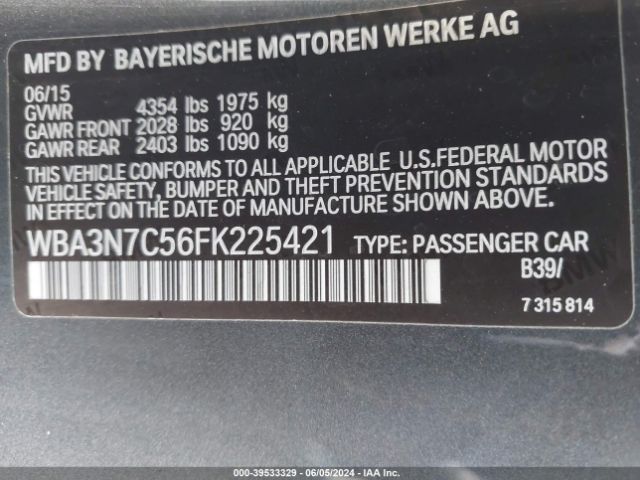 MFD BY BAYERISCHE MOTOREN WERKE AG
06/15
GVWR 4354 lbs 1975 kg
GAWR FRONT 2028 lbs 920 kg
GAWR REAR 2403 lbs 1090 kg
THIS VEHICLE CONFORMS TO ALL APPLICABLE U.S.FEDERAL MOTOR
VEHICLE SAFETY, BUMPER AND THEFT PREVENTION STANDARDS
IN EFFECT ON THE DATE OF MANUFACTURE SHOWN ABOVE.
WBA3N7C56FK225421 TYPE: PASSENGER CAR
B39/
7 315 814
000-39533329 | 06/05/2024 | IAAI.COM